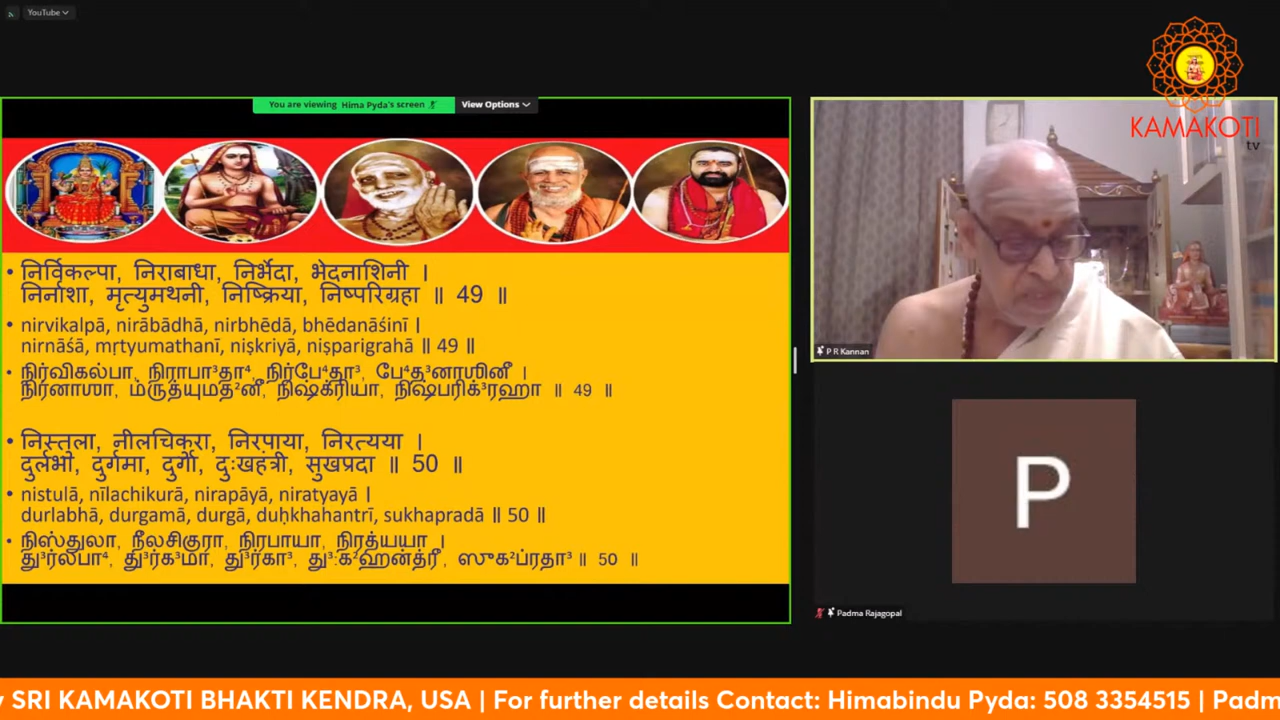 YouTube
You are viewing Hima Pyda's screen
View Options
KAMAKOTI
tv
• निर्विकल्पा, निराबाधा, निर्भेदा, भेदनाशिनी ।
निर्नाशा, मृत्युमथनी, निष्क्रिया, निष्परिग्रहा ॥ 49 ॥
• nirvikalpā, nirābādhā, nirbhēdā, bhēdanāśinī |
nirnāśā, mṛtyumathanī, niṣkriyā, niṣparigrahā ॥ 49 ॥
• நிர்விகல்பா, நிராபா³தா⁴, நிர்பே⁴தா³, பே⁴த³னாஶினீ ।
நிர்னாஶா, ம்ருத்யுமத²னீ, நிஷ்க்ரியா, நிஷ்பரிக்³ரஹா ॥ 49 ॥
• निस्तुला, नीलचिकुरा, निरपाया, निरत्यया ।
दुर्लभा, दुर्गमा, दुर्गा, दुःखहंत्री, सुखप्रदा ॥ 50 ॥
• nistulā, nīlachikurā, nirapāyā, niratyayā |
durlabhā, durgamā, durgā, duḥkhahantrī, sukhapradā ॥ 50 ॥
• நிஸ்துலா, நீலசிகுரா, நிரபாயா, நிரத்யயா ।
து³ர்லபா⁴, து³ர்க³மா, து³ர்கா³, து³:க²ஹன்த்ரீ, ஸுக²ப்ரதா³ ॥ 50 ॥
P R Kannan
P
Padma Rajagopal
y SRI KAMAKOTI BHAKTI KENDRA, USA | For further details Contact: Himabindu Pyda: 508 3354515 | Padm